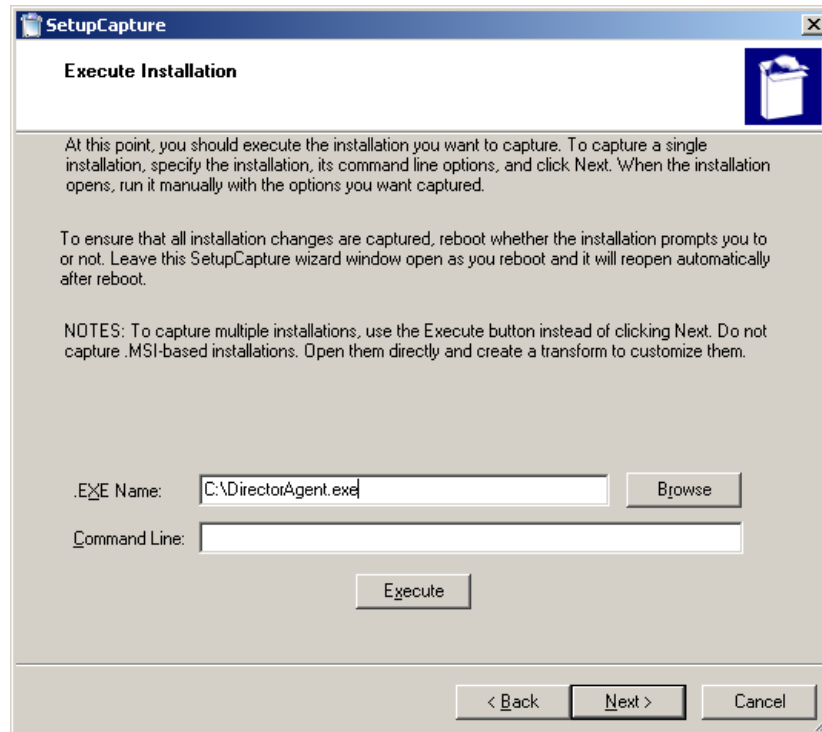 SetupCapture
Execute Installation
At this point, you should execute the installation you want to capture. To capture a single
installation, specify the installation, its command line options, and click Next. When the installation
opens, run it manually with the options you want captured.
To ensure that all installation changes are captured, reboot whether the installation prompts you to
or not. Leave this SetupCapture wizard window open as you reboot and it will reopen automatically
after reboot.
NOTES: To capture multiple installations, use the Execute button instead of clicking Next. Do not
capture .MSI-based installations. Open them directly and create a transform to customize them.
.EXE Name: C:\DirectorAgent.exe Browse
Command Line:
Execute
< Back Next > Cancel